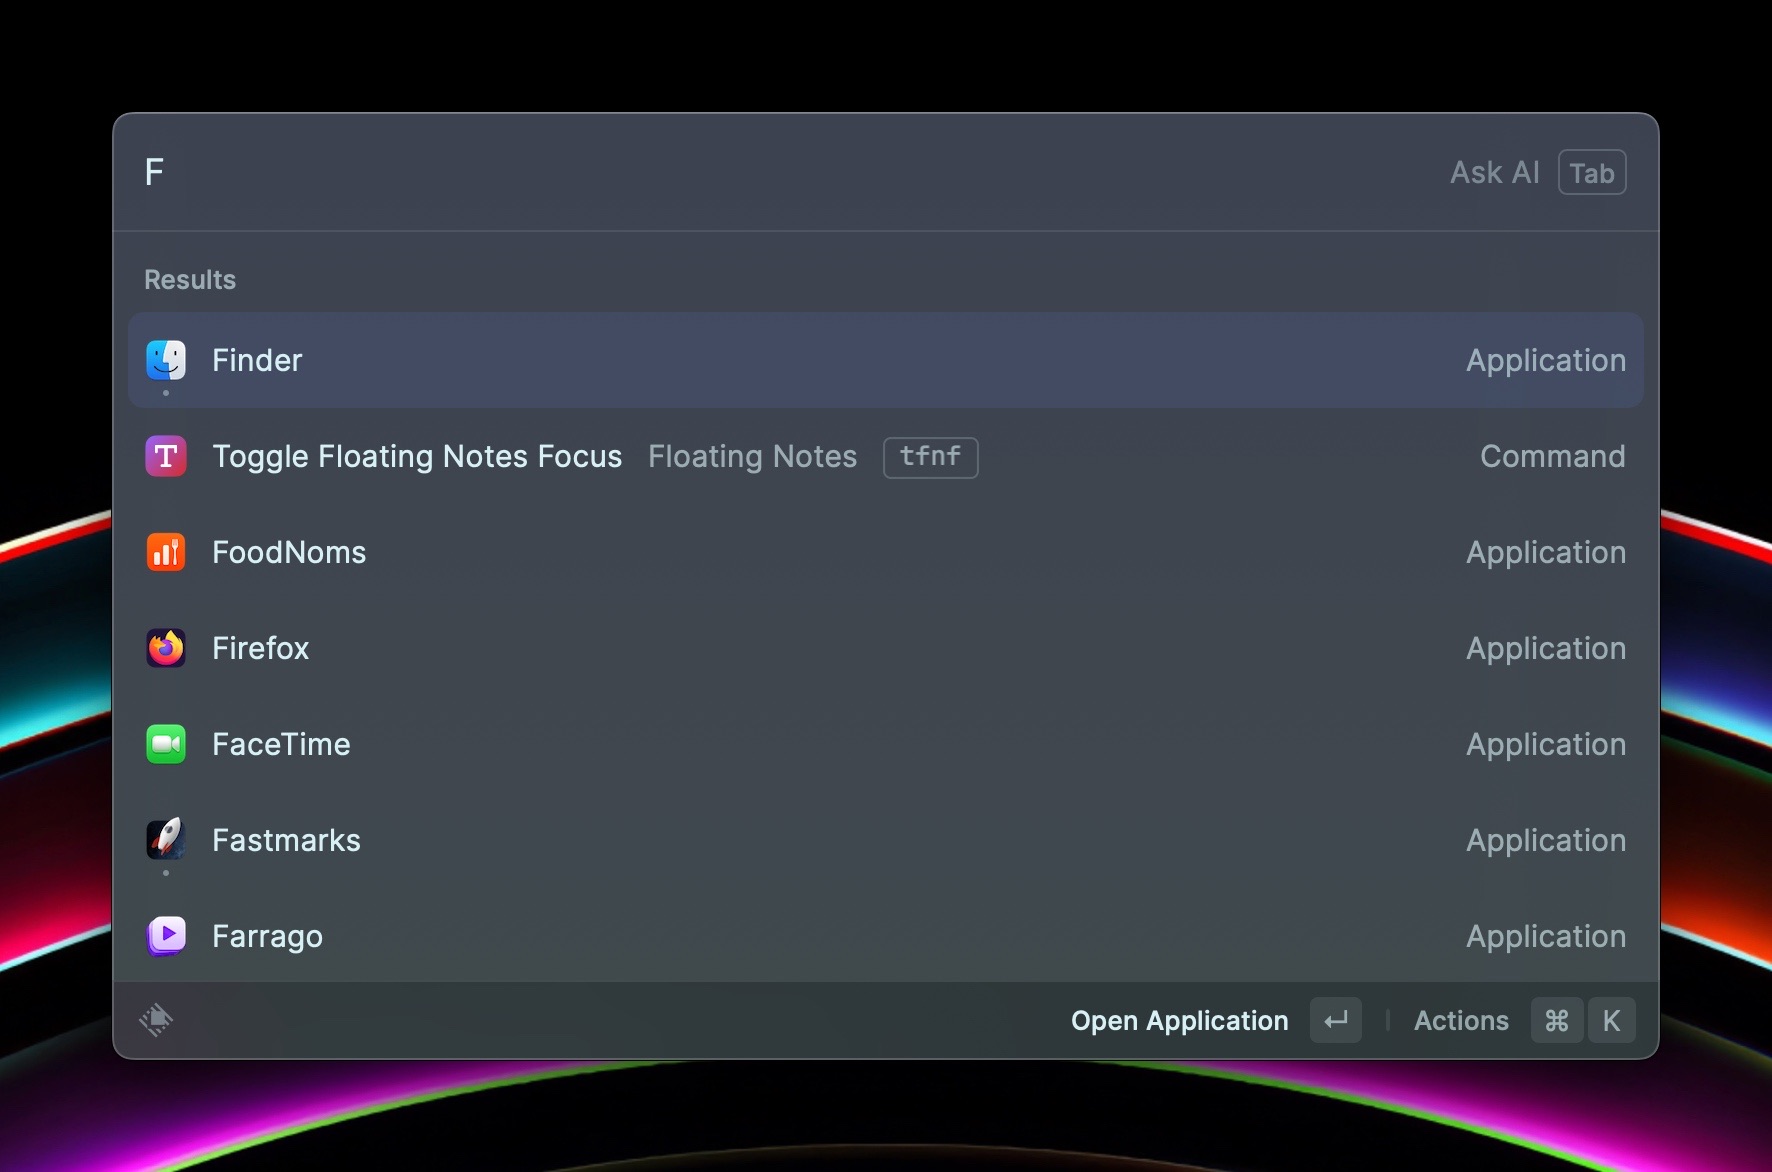 F Ask AI Tab
Results
Finder Application
Toggle Floating Notes Focus Floating Notes tfnf Command
FoodNoms Application
Firefox Application
FaceTime Application
Fastmarks Application
Farrago Application
Open Application ↵ Actions ⌘ K